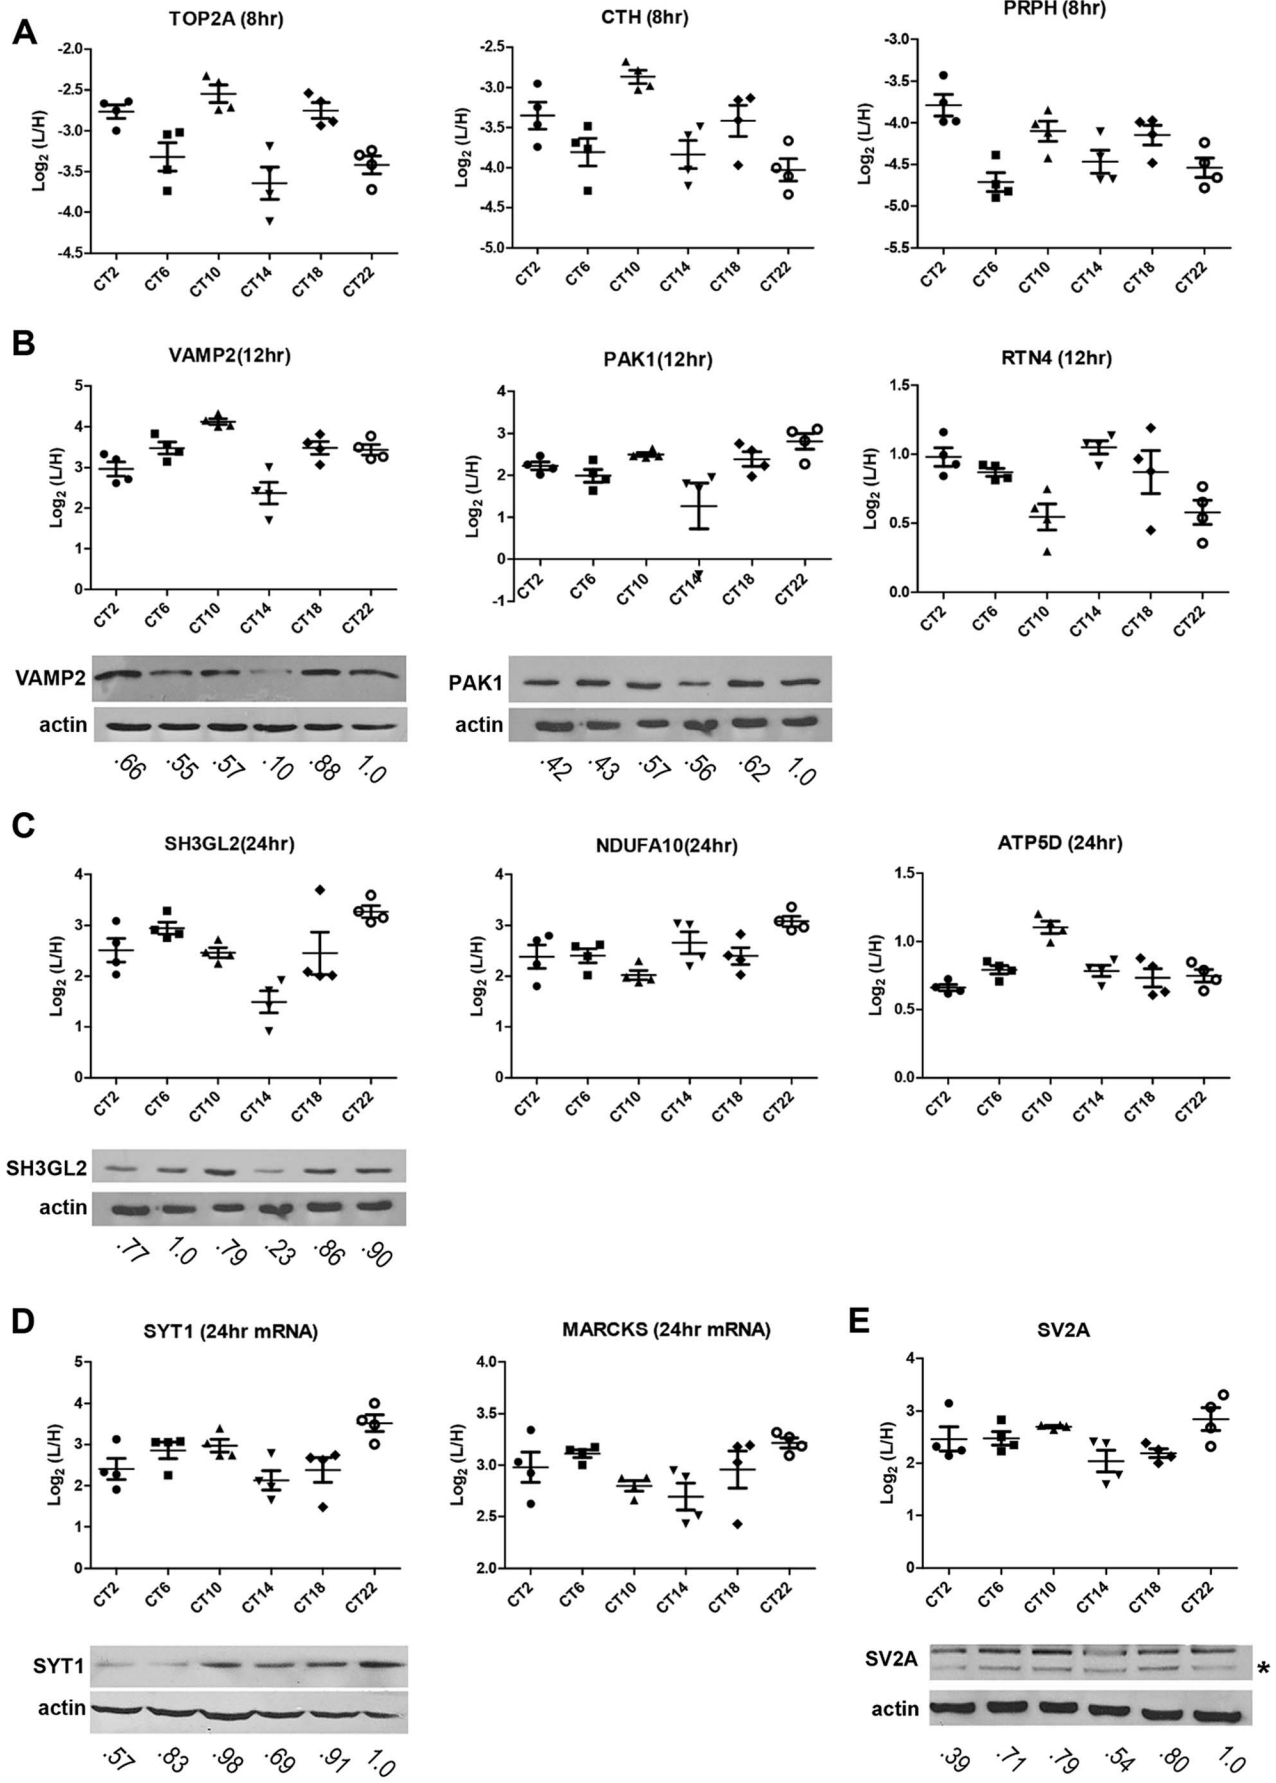 A
TOP2A (8hr)
CTH (8hr)
PRPH (8hr)
Log2 (L/H)
-2.0
-2.5
-3.0
-3.5
-4.0
-4.5
CT2 CT6 CT10 CT14 CT18 CT22
Log2 (L/H)
-2.5
-3.0
-3.5
-4.0
-4.5
-5.0
CT2 CT6 CT10 CT14 CT18 CT22
Log2 (L/H)
-3.0
-3.5
-4.0
-4.5
-5.0
-5.5
CT2 CT6 CT10 CT14 CT18 CT22
B
VAMP2(12hr)
PAK1(12hr)
RTN4 (12hr)
Log2 (L/H)
5
4
3
2
1
0
CT2 CT6 CT10 CT14 CT18 CT22
Log2 (L/H)
4
3
2
1
0
-1
CT2 CT6 CT10 CT14 CT18 CT22
Log2 (L/H)
1.5
1.0
0.5
0.0
CT2 CT6 CT10 CT14 CT18 CT22
VAMP2
actin
.66 .55 .57 .10 .88 1.0
PAK1
actin
.42 .43 .57 .56 .62 1.0
C
SH3GL2(24hr)
NDUFA10(24hr)
ATP5D (24hr)
Log2 (L/H)
4
3
2
1
0
CT2 CT6 CT10 CT14 CT18 CT22
Log2 (L/H)
4
3
2
1
0
CT2 CT6 CT10 CT14 CT18 CT22
Log2 (L/H)
1.5
1.0
0.5
0.0
CT2 CT6 CT10 CT14 CT18 CT22
SH3GL2
actin
.77 1.0 .79 .23 .86 .90
D
SYT1 (24hr mRNA)
MARCKS (24hr mRNA)
E
SV2A
Log2 (L/H)
5
4
3
2
1
0
CT2 CT6 CT10 CT14 CT18 CT22
Log2 (L/H)
4.0
3.5
3.0
2.5
2.0
CT2 CT6 CT10 CT14 CT18 CT22
Log2 (L/H)
4
3
2
1
0
CT2 CT6 CT10 CT14 CT18 CT22
SYT1
actin
.57 .83 .98 .69 .91 1.0
SV2A
*
actin
.39 .71 .79 .54 .80 1.0